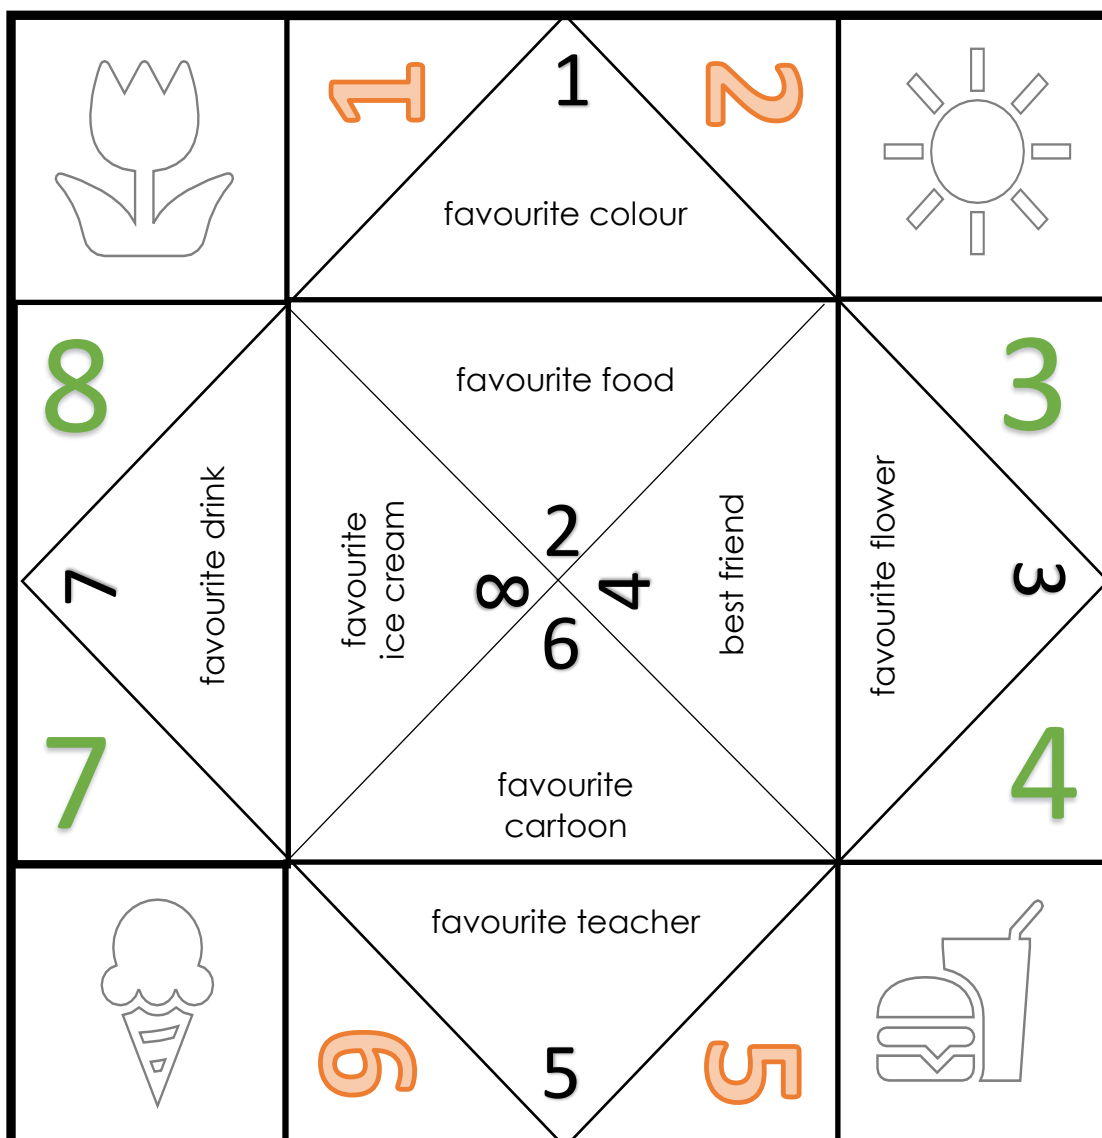 1
1
2
favourite colour
8
3
favourite food
favourite drink
7
favourite
ice cream
8
2
4
6
best friend
favourite flower
3
7
4
favourite
cartoon
favourite teacher
6
5
5